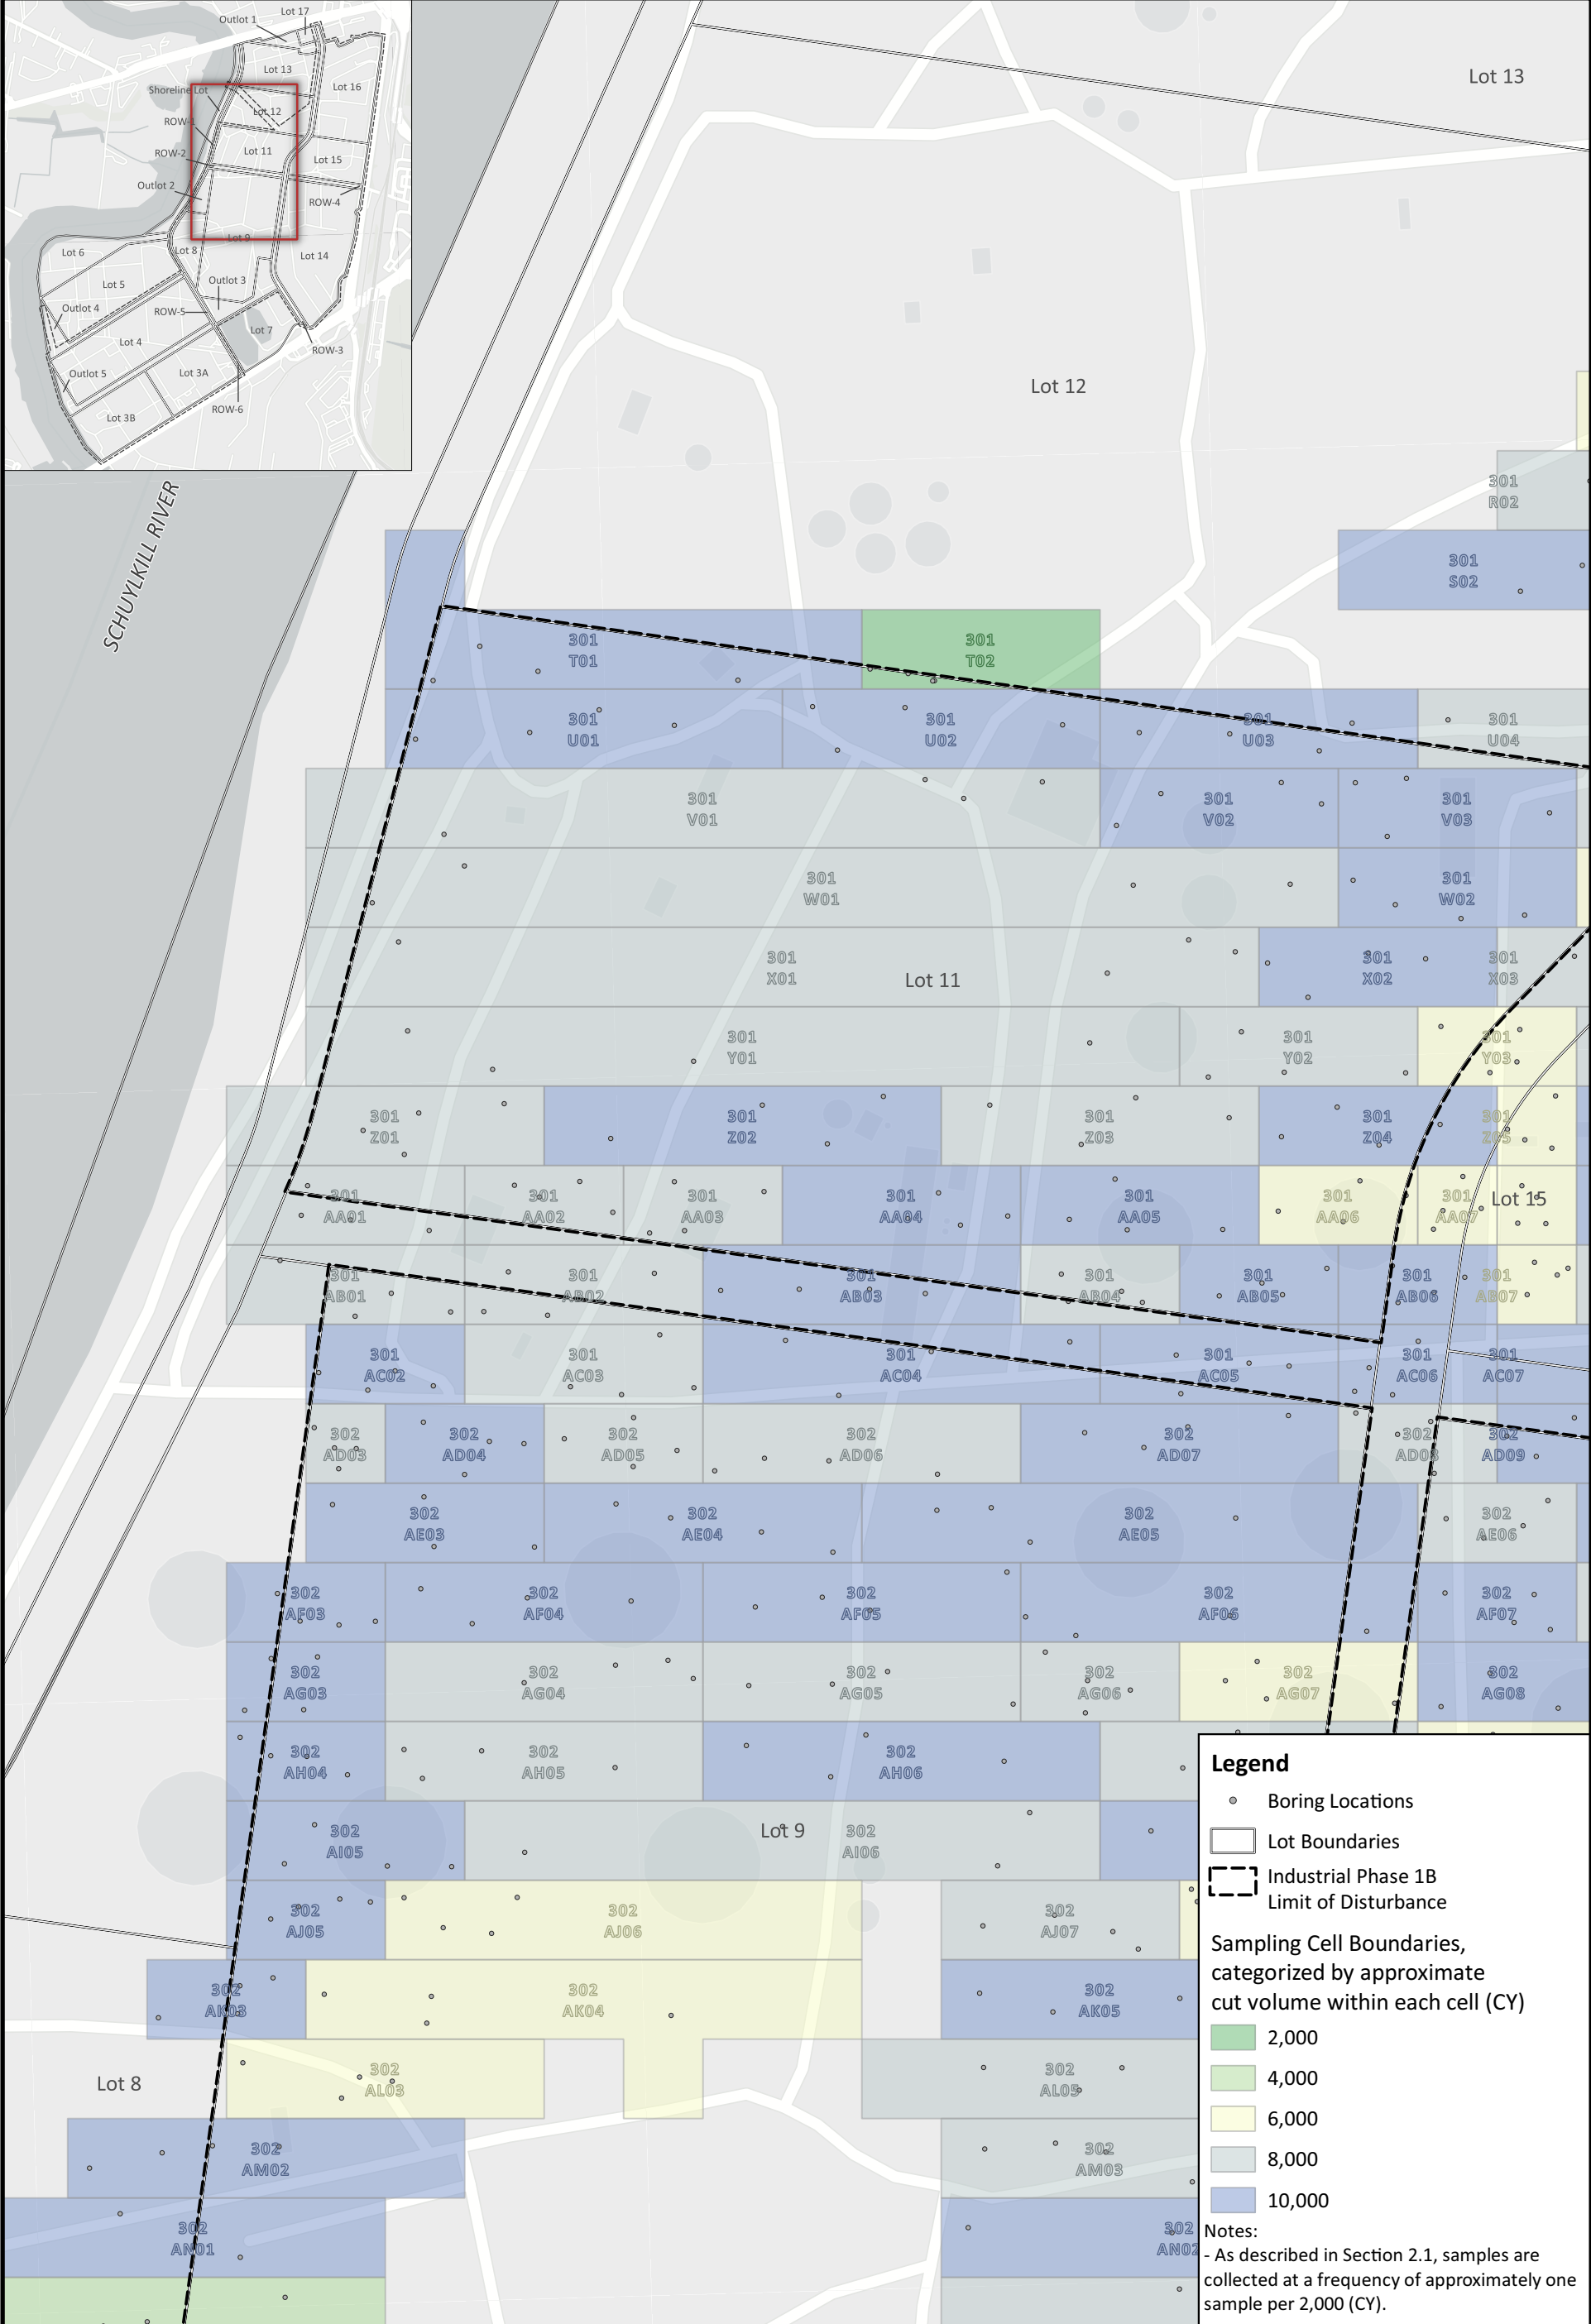 Lot 17
Outlot 1
Lot 13
Lot 16
Shoreline Lot
Lot 12
ROW-1
Lot 11
ROW-2
Lot 15
Outlot 2
ROW-4
Lot 9
Lot 8
Lot 6
Lot 14
Outlot 3
Lot 5
Outlot 4
ROW-5
Lot 7
Lot 4
ROW-3
Outlot 5
Lot 3A
ROW-6
Lot 3B
Lot 13
Lot 12
SCHUYLKILL RIVER
301
R02
301
S02
301
T01
301
T02
301
U01
301
U02
301
U03
301
U04
301
V01
301
V02
301
V03
301
W01
301
W02
301
X01
Lot 11
301
X02
301
X03
301
Y01
301
Y02
301
Y03
301
Z01
301
Z02
301
Z03
301
Z04
301
Z05
301
AA01
301
AA02
301
AA03
301
AA04
301
AA05
301
AA06
301
AA07
Lot 15
301
AB01
301
AB02
301
AB03
301
AB04
301
AB05
301
AB06
301
AB07
301
AC02
301
AC03
301
AC04
301
AC05
301
AC06
301
AC07
302
AD03
302
AD04
302
AD05
302
AD06
302
AD07
302
AD08
302
AD09
302
AE03
302
AE04
302
AE05
302
AE06
302
AF03
302
AF04
302
AF05
302
AF06
302
AF07
302
AG03
302
AG04
302
AG05
302
AG06
302
AG07
302
AG08
302
AH04
302
AH05
302
AH06
302
AI05
Lot 9
302
AI06
302
AJ05
302
AJ06
302
AJ07
302
AK03
302
AK04
302
AK05
Lot 8
302
AL03
302
AL05
302
AM02
302
AM03
302
AN01
302
AN02
Legend
Boring Locations
Lot Boundaries
Industrial Phase 1B
Limit of Disturbance
Sampling Cell Boundaries,
categorized by approximate
cut volume within each cell (CY)
2,000
4,000
6,000
8,000
10,000
Notes:
- As described in Section 2.1, samples are
collected at a frequency of approximately one
sample per 2,000 (CY).